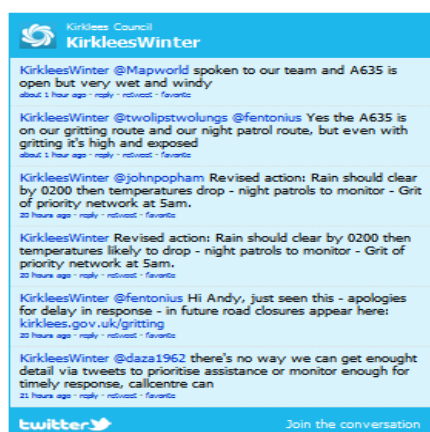 Kirklees Council
KirkleesWinter
KirkleesWinter @Mapworld spoken to our team and A635 is
open but very wet and windy
about 1 hour ago · reply · retweet · favorite
KirkleesWinter @twolipstwolungs @fentonius Yes the A635 is
on our gritting route and our night patrol route, but even with
gritting it's high and exposed
about 1 hour ago · reply · retweet · favorite
KirkleesWinter @johnpopham Revised action: Rain should clear
by 0200 then temperatures drop - night patrols to monitor - Grit
of priority network at 5am.
20 hours ago · reply · retweet · favorite
KirkleesWinter Revised action: Rain should clear by 0200 then
temperatures likely to drop - night patrols to monitor - Grit of
priority network at 5am.
20 hours ago · reply · retweet · favorite
KirkleesWinter @fentonius Hi Andy, just seen this - apologies
for delay in response - in future road closures appear here:
kirklees.gov.uk/gritting
20 hours ago · reply · retweet · favorite
KirkleesWinter @daza1962 there's no way we can get enought
detail via tweets to prioritise assistance or monitor enough for
timely response, callcentre can
21 hours ago · reply · retweet · favorite
twitter
Join the conversation